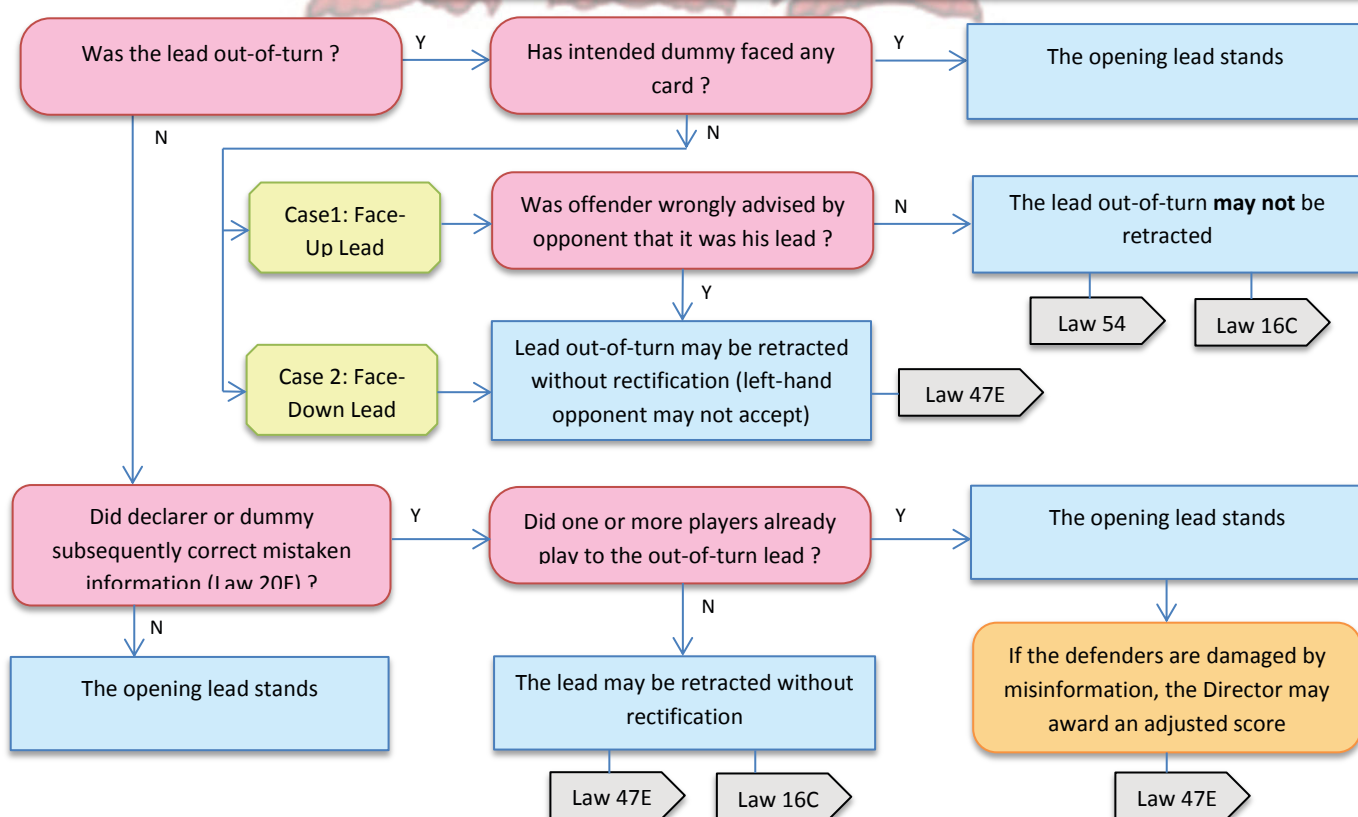 Was the lead out-of-turn ?
Y
Has intended dummy faced any
card ?
Y
The opening lead stands
N
N
Case1: Face-
Up Lead
Was offender wrongly advised by
opponent that it was his lead ?
N
The lead out-of-turn may not be
retracted
Y
Law 54
Law 16C
Case 2: Face-
Down Lead
Lead out-of-turn may be retracted
without rectification (left-hand
opponent may not accept)
Law 47E
Did declarer or dummy
subsequently correct mistaken
information (Law 20F) ?
Y
Did one or more players already
play to the out-of-turn lead ?
Y
The opening lead stands
N
N
The opening lead stands
The lead may be retracted without
rectification
If the defenders are damaged by
misinformation, the Director may
award an adjusted score
Law 47E
Law 16C
Law 47E